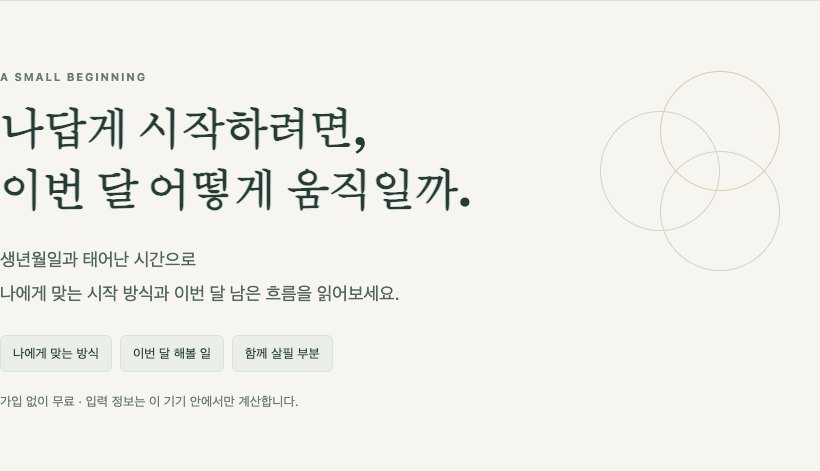 A SMALL BEGINNING
나답게 시작하려면,
이번 달 어떻게 움직일까.
생년월일과 태어난 시간으로
나에게 맞는 시작 방식과 이번 달 남은 흐름을 읽어보세요.
나에게 맞는 방식
이번 달 해볼 일
함께 살필 부분
가입 없이 무료 · 입력 정보는 이 기기 안에서만 계산합니다.